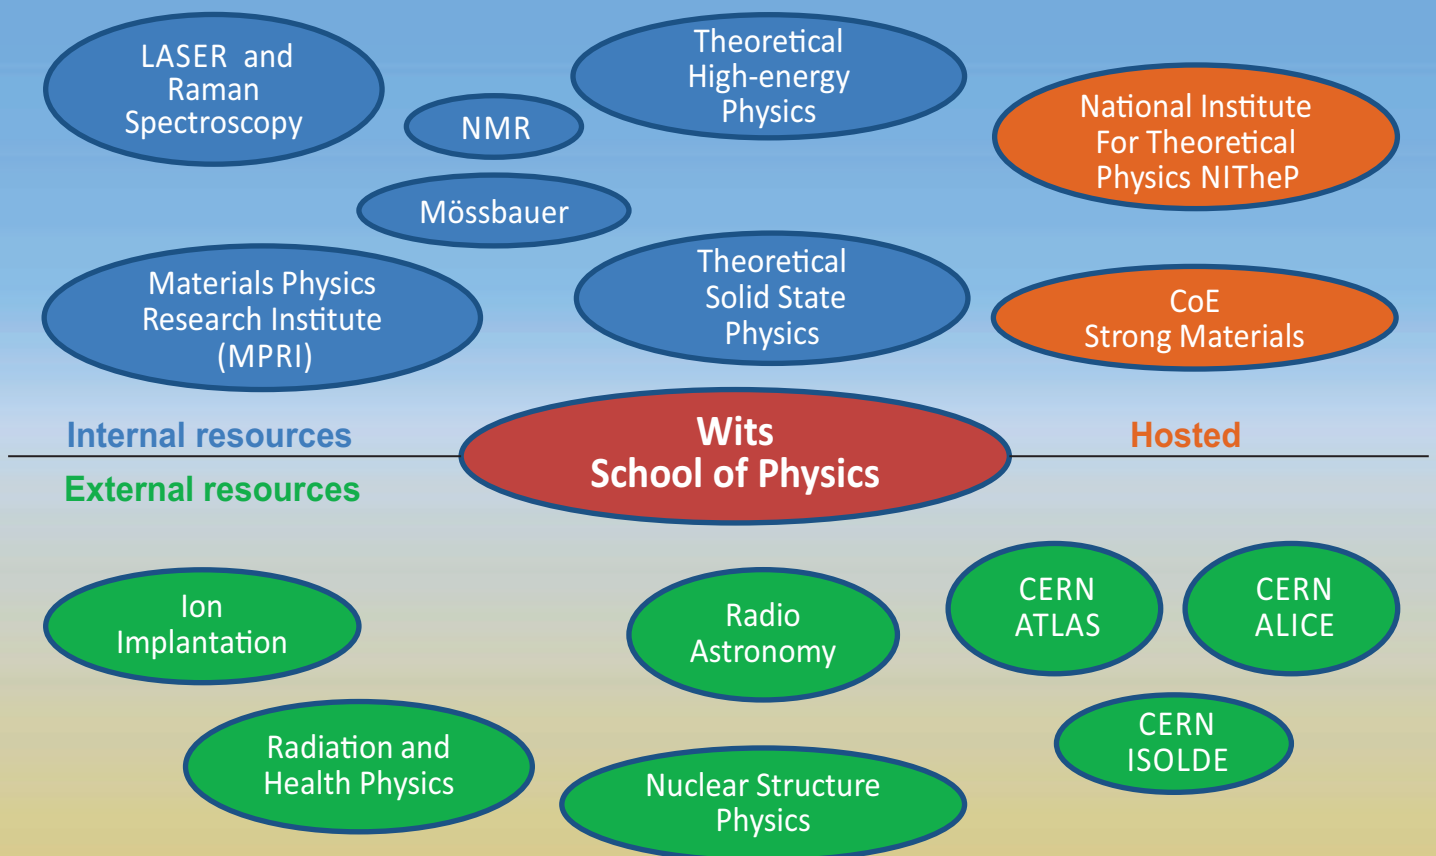 LASER and
Raman
Spectroscopy
NMR
Theoretical
High-energy
Physics
National Institute
For Theoretical
Physics NITheP
Mössbauer
Materials Physics
Research Institute
(MPRI)
Theoretical
Solid State
Physics
CoE
Strong Materials
Internal resources
Wits
School of Physics
Hosted
External resources
Ion
Implantation
Radio
Astronomy
CERN
ATLAS
CERN
ALICE
Radiation and
Health Physics
Nuclear Structure
Physics
CERN
ISOLDE